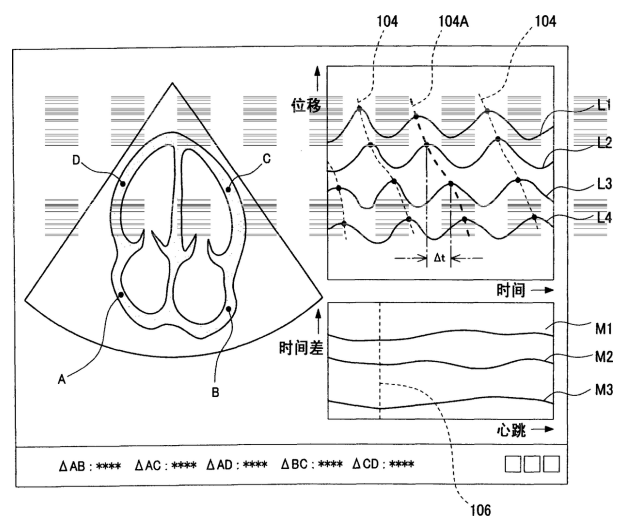 104 104A 104
位移
L1
L2
L3
L4
D C
Δt
时间
A B
时间差
M1
M2
M3
心跳
ΔAB : **** ΔAC : **** ΔAD : **** ΔBC : **** ΔCD : ****
106